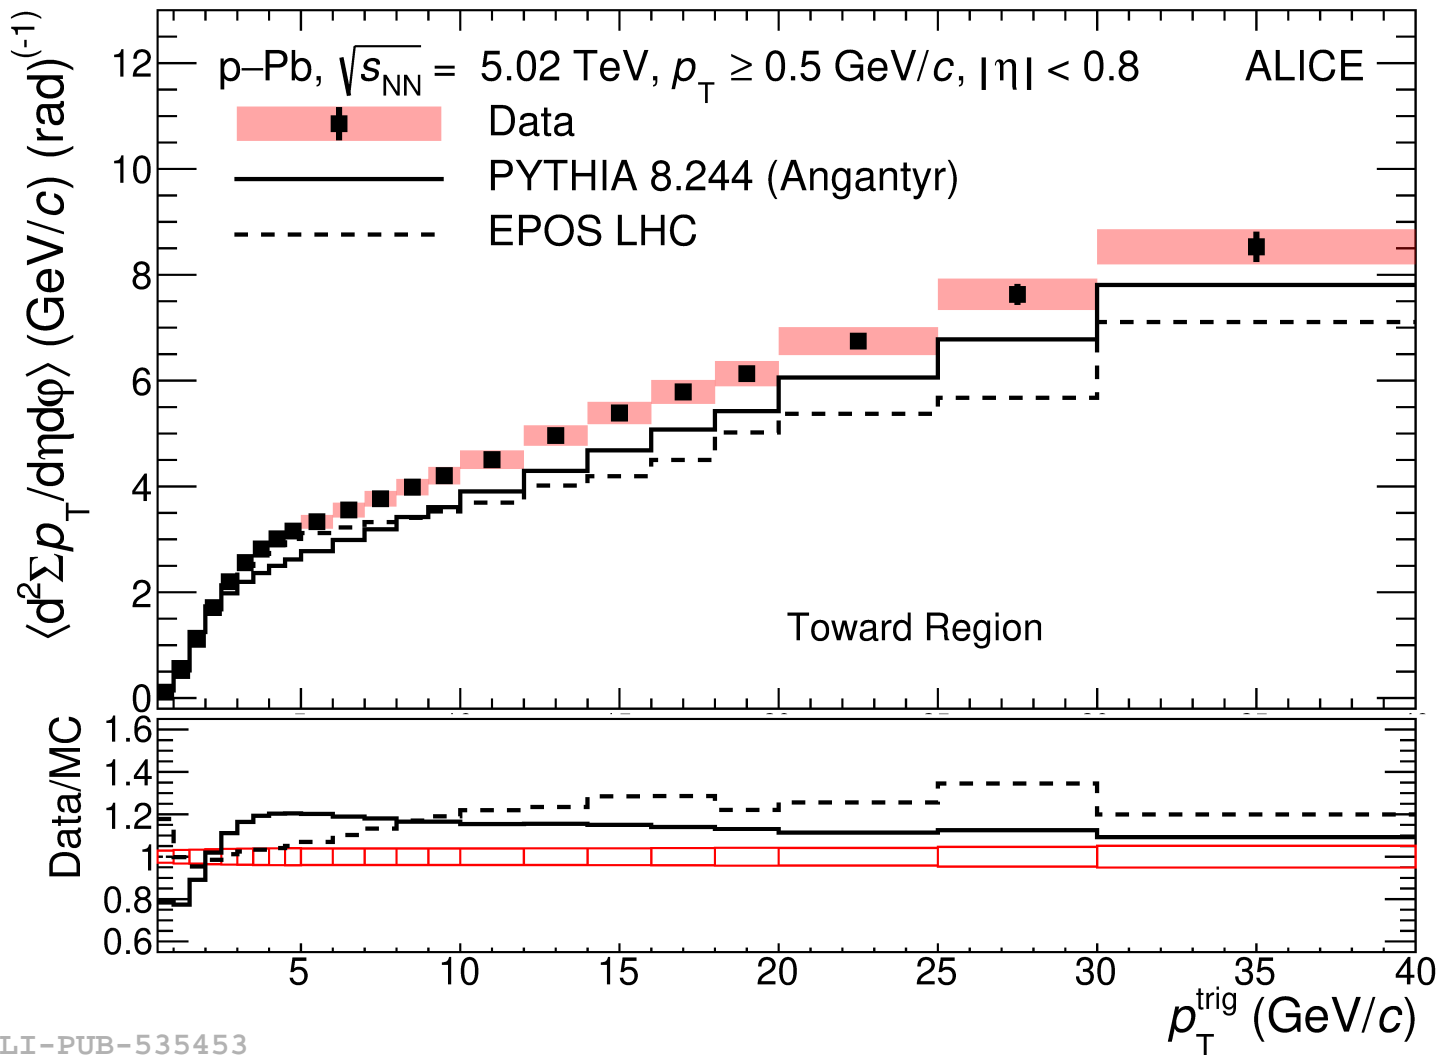 p–Pb, √sNN = 5.02 TeV, pT ≥ 0.5 GeV/c, |η| < 0.8
ALICE
Data
PYTHIA 8.244 (Angantyr)
EPOS LHC
⟨d²ΣpT/dηdφ⟩ (GeV/c) (rad)(-1)
12
10
8
6
4
2
0
Toward Region
Data/MC
1.6
1.4
1.2
1
0.8
0.6
5 10 15 20 25 30 35 40
pTtrig (GeV/c)
LI-PUB-535453